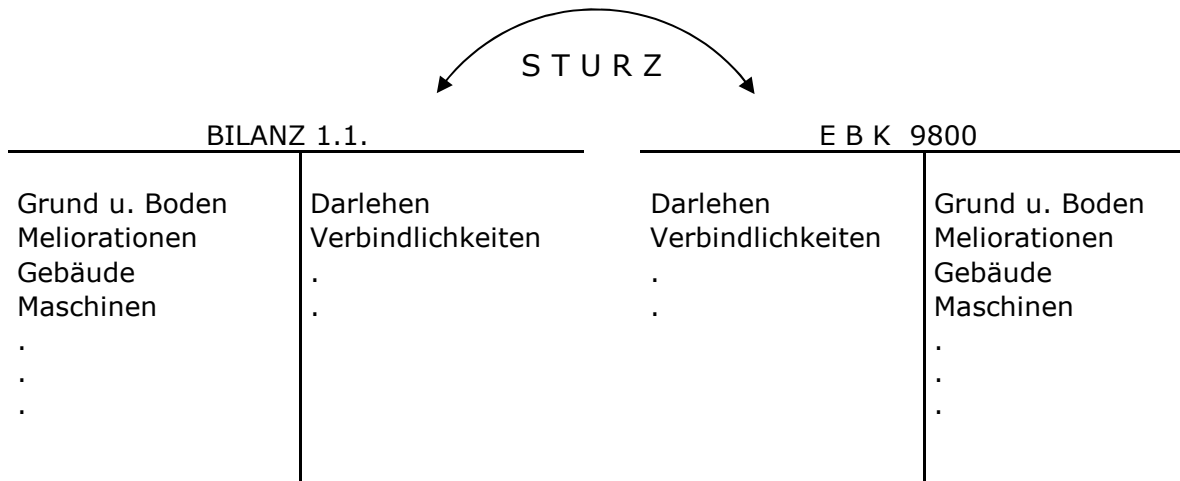 S T U R Z
BILANZ 1.1.
E B K 9800
Grund u. Boden
Meliorationen
Gebäude
Maschinen
.
.
.
Darlehen
Verbindlichkeiten
.
.
Darlehen
Verbindlichkeiten
.
.
Grund u. Boden
Meliorationen
Gebäude
Maschinen
.
.
.